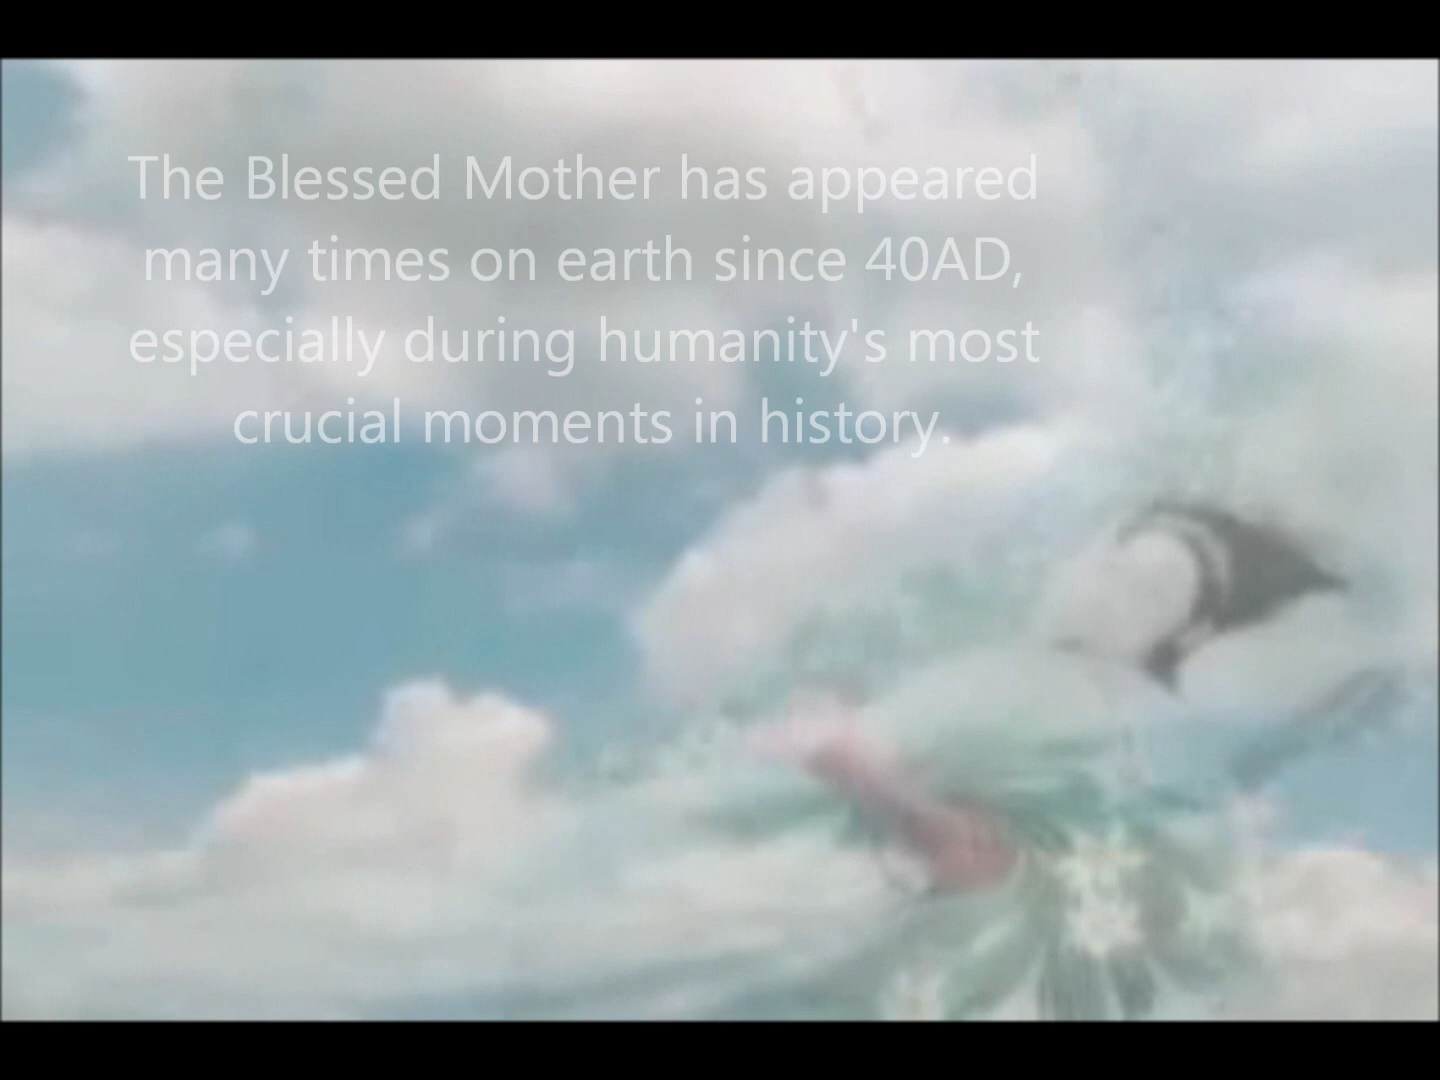 The Blessed Mother has appeared
many times on earth since 40AD,
especially during humanity's most
crucial moments in history.